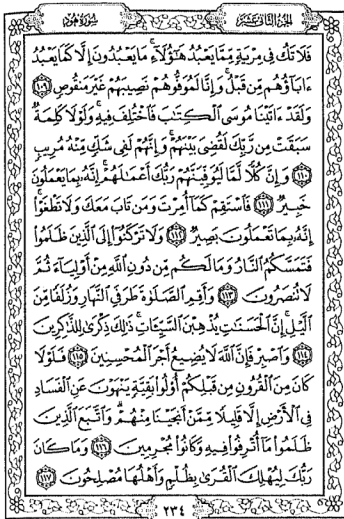 الجزء الثاني عشر
سورة هود
فَلَا تَكُ فِي مِرْيَةٍ مِّمَّا يَعْبُدُ هَٰٓؤُلَآءِ ۚ مَا يَعْبُدُونَ إِلَّا كَمَا يَعْبُدُ
ءَابَآؤُهُم مِّن قَبْلُ ۚ وَإِنَّا لَمُوَفُّوهُمْ نَصِيبَهُمْ غَيْرَ مَنقُوصٍ ١٠٩
وَلَقَدْ ءَاتَيْنَا مُوسَى ٱلْكِتَٰبَ فَٱخْتُلِفَ فِيهِ ۚ وَلَوْلَا كَلِمَةٌ
سَبَقَتْ مِن رَّبِّكَ لَقُضِيَ بَيْنَهُمْ ۚ وَإِنَّهُمْ لَفِي شَكٍّ مِّنْهُ مُرِيبٍ
١١٠ وَإِنَّ كُلًّا لَّمَّا لَيُوَفِّيَنَّهُمْ رَبُّكَ أَعْمَٰلَهُمْ ۚ إِنَّهُۥ بِمَا يَعْمَلُونَ
خَبِيرٌ ١١١ فَٱسْتَقِمْ كَمَآ أُمِرْتَ وَمَن تَابَ مَعَكَ وَلَا تَطْغَوْا۟ ۚ
إِنَّهُۥ بِمَا تَعْمَلُونَ بَصِيرٌ ١١٢ وَلَا تَرْكَنُوٓا۟ إِلَى ٱلَّذِينَ ظَلَمُوا۟
فَتَمَسَّكُمُ ٱلنَّارُ وَمَا لَكُم مِّن دُونِ ٱللَّهِ مِنْ أَوْلِيَآءَ ثُمَّ
لَا تُنصَرُونَ ١١٣ وَأَقِمِ ٱلصَّلَوٰةَ طَرَفَيِ ٱلنَّهَارِ وَزُلَفًا مِّنَ
ٱلَّيْلِ ۚ إِنَّ ٱلْحَسَنَٰتِ يُذْهِبْنَ ٱلسَّيِّـَٔاتِ ۚ ذَٰلِكَ ذِكْرَىٰ لِلذَّٰكِرِينَ
١١٤ وَٱصْبِرْ فَإِنَّ ٱللَّهَ لَا يُضِيعُ أَجْرَ ٱلْمُحْسِنِينَ ١١٥ فَلَوْلَا
كَانَ مِنَ ٱلْقُرُونِ مِن قَبْلِكُمْ أُو۟لُوا۟ بَقِيَّةٍ يَنْهَوْنَ عَنِ ٱلْفَسَادِ
فِي ٱلْأَرْضِ إِلَّا قَلِيلًا مِّمَّنْ أَنجَيْنَا مِنْهُمْ ۗ وَٱتَّبَعَ ٱلَّذِينَ
ظَلَمُوا۟ مَآ أُتْرِفُوا۟ فِيهِ وَكَانُوا۟ مُجْرِمِينَ ١١٦ وَمَا كَانَ
رَبُّكَ لِيُهْلِكَ ٱلْقُرَىٰ بِظُلْمٍ وَأَهْلُهَا مُصْلِحُونَ ١١٧
٢٣٤